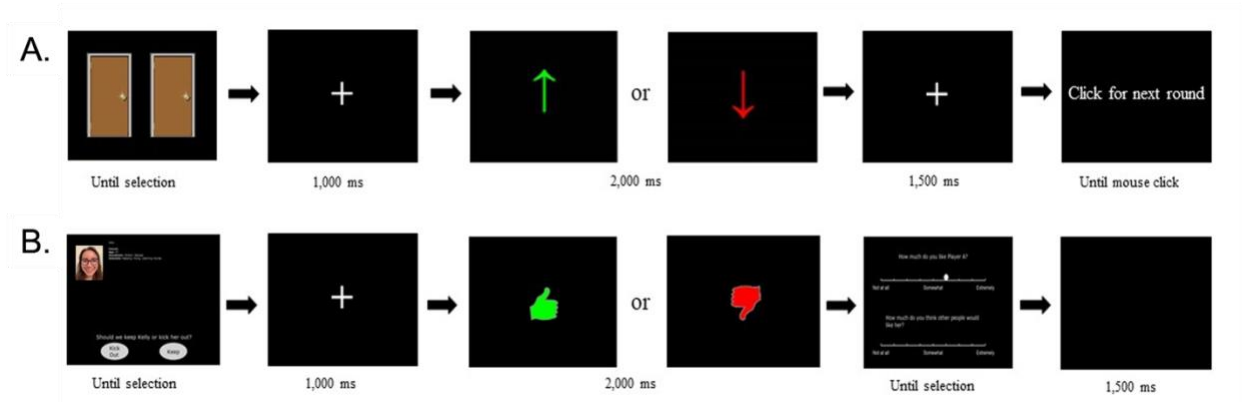 A.
or
Click for next round
Until selection
1,000 ms
2,000 ms
1,500 ms
Until mouse click
B.
Should we keep Kelly or kick her out?
Kick
Out
Keep
or
How much do you like Player A?
Not at all Somewhat Extremely
How much do you think other people would
like her?
Not at all Somewhat Extremely
Until selection
1,000 ms
2,000 ms
Until selection
1,500 ms